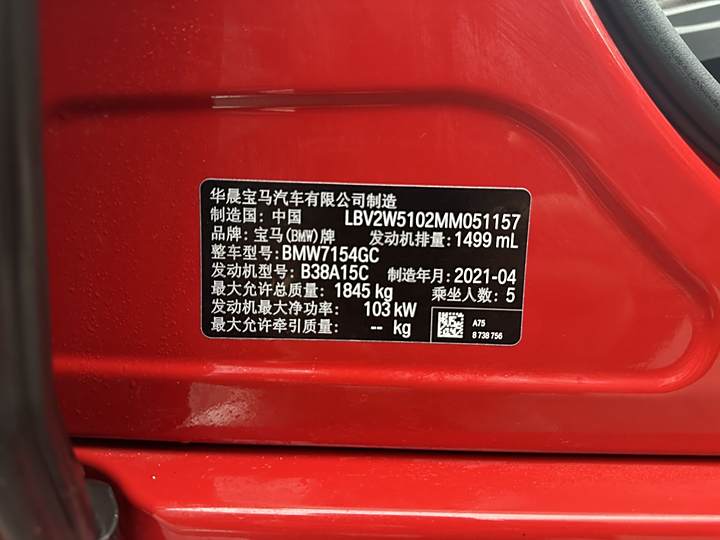 华晨宝马汽车有限公司制造
制造国: 中国 LBV2W5102MM051157
品牌: 宝马(BMW)牌 发动机排量: 1499 mL
整车型号: BMW7154GC
发动机型号: B38A15C 制造年月: 2021-04
最大允许总质量: 1845 kg 乘坐人数: 5
发动机最大净功率: 103 kW
最大允许牵引质量: -- kg
A75
8 738 756